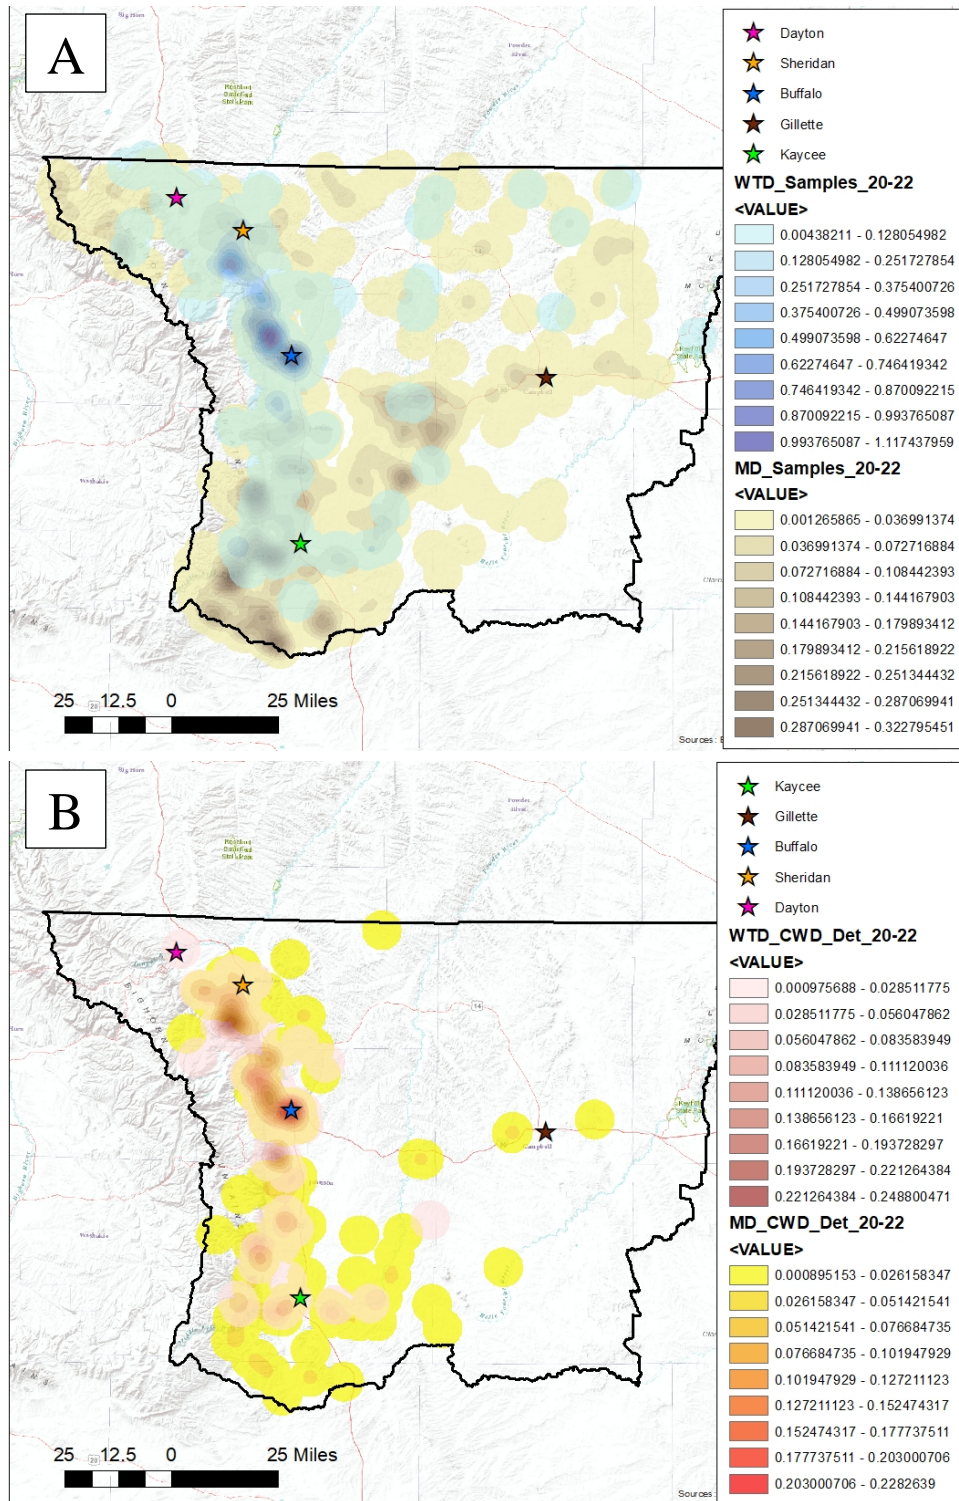 A
Dayton
Sheridan
Buffalo
Gillette
Kaycee
WTD_Samples_20-22
<VALUE>
0.00438211 - 0.128054982
0.128054982 - 0.251727854
0.251727854 - 0.375400726
0.375400726 - 0.499073598
0.499073598 - 0.62274647
0.62274647 - 0.746419342
0.746419342 - 0.870092215
0.870092215 - 0.993765087
0.993765087 - 1.117437959
MD_Samples_20-22
<VALUE>
0.001265865 - 0.036991374
0.036991374 - 0.072716884
0.072716884 - 0.108442393
0.108442393 - 0.144167903
0.144167903 - 0.179893412
0.179893412 - 0.215618922
0.215618922 - 0.251344432
0.251344432 - 0.287069941
0.287069941 - 0.322795451
25 12.5 0 25 Miles
Sources:
B
Kaycee
Gillette
Buffalo
Sheridan
Dayton
WTD_CWD_Det_20-22
<VALUE>
0.000975688 - 0.028511775
0.028511775 - 0.056047862
0.056047862 - 0.083583949
0.083583949 - 0.111120036
0.111120036 - 0.138656123
0.138656123 - 0.16619221
0.16619221 - 0.193728297
0.193728297 - 0.221264384
0.221264384 - 0.248800471
MD_CWD_Det_20-22
<VALUE>
0.000895153 - 0.026158347
0.026158347 - 0.051421541
0.051421541 - 0.076684735
0.076684735 - 0.101947929
0.101947929 - 0.127211123
0.127211123 - 0.152474317
0.152474317 - 0.177737511
0.177737511 - 0.203000706
0.203000706 - 0.2282639
14
25 12.5 0 25 Miles
Sources: